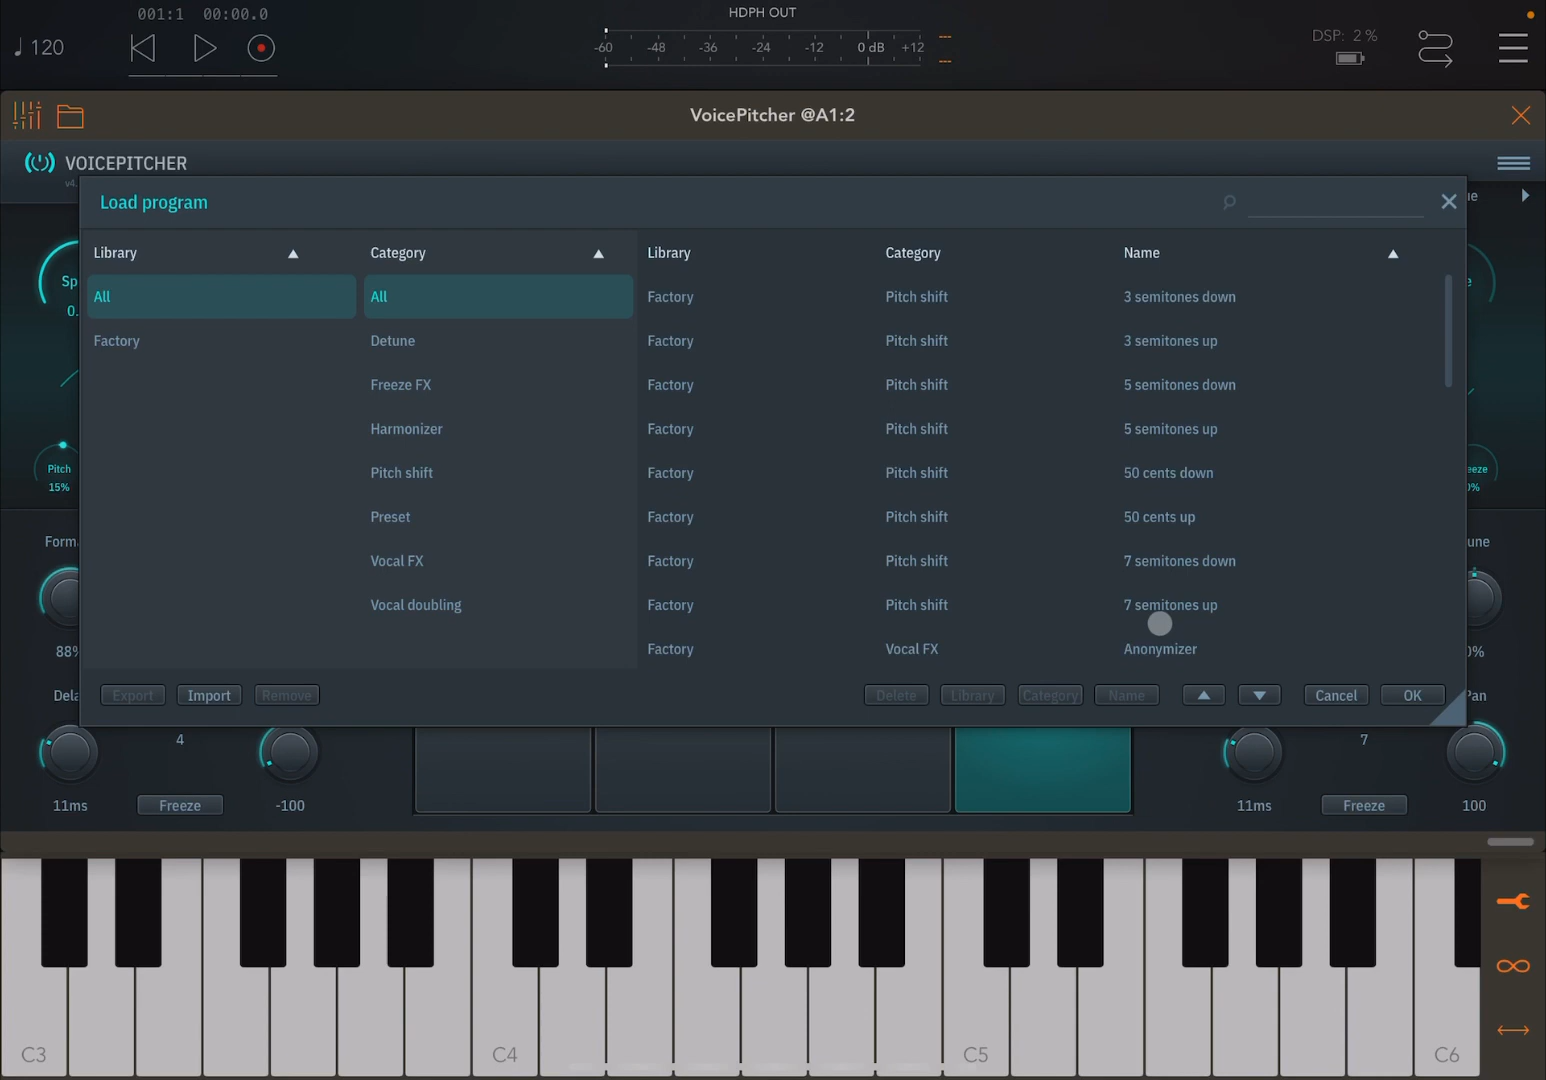 001:1 00:00.0
HDPH OUT
120
-60 -48 -36 -24 -12 0 dB +12
DSP: 2 %
VoicePitcher @A1:2
VOICEPITCHER
Load program
Library Category Library Category Name
All All Factory Pitch shift 3 semitones down
Factory Detune Factory Pitch shift 3 semitones up
Freeze FX Factory Pitch shift 5 semitones down
Harmonizer Factory Pitch shift 5 semitones up
Pitch shift Factory Pitch shift 50 cents down
Preset Factory Pitch shift 50 cents up
Vocal FX Factory Pitch shift 7 semitones down
Vocal doubling Factory Pitch shift 7 semitones up
Factory Vocal FX Anonymizer
Pitch
15%
88%
Export Import Remove Delete Library Category Name Cancel OK
Pan
4 7
11ms Freeze -100 11ms Freeze 100
C3 C4 C5 C6